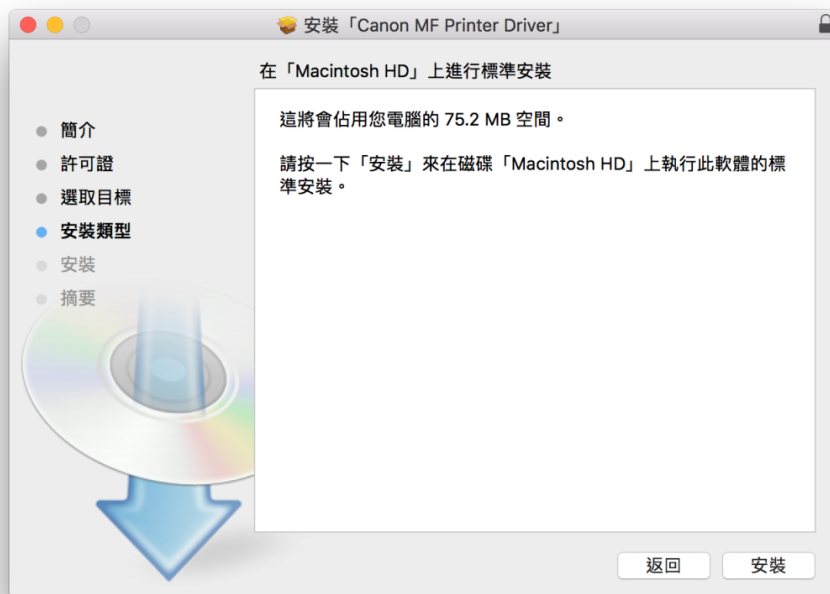 安裝「Canon MF Printer Driver」
在「Macintosh HD」上進行標準安裝
簡介
許可證
選取目標
安裝類型
安裝
摘要
這將會佔用您電腦的 75.2 MB 空間。
請按一下「安裝」來在磁碟「Macintosh HD」上執行此軟體的標
準安裝。
返回
安裝